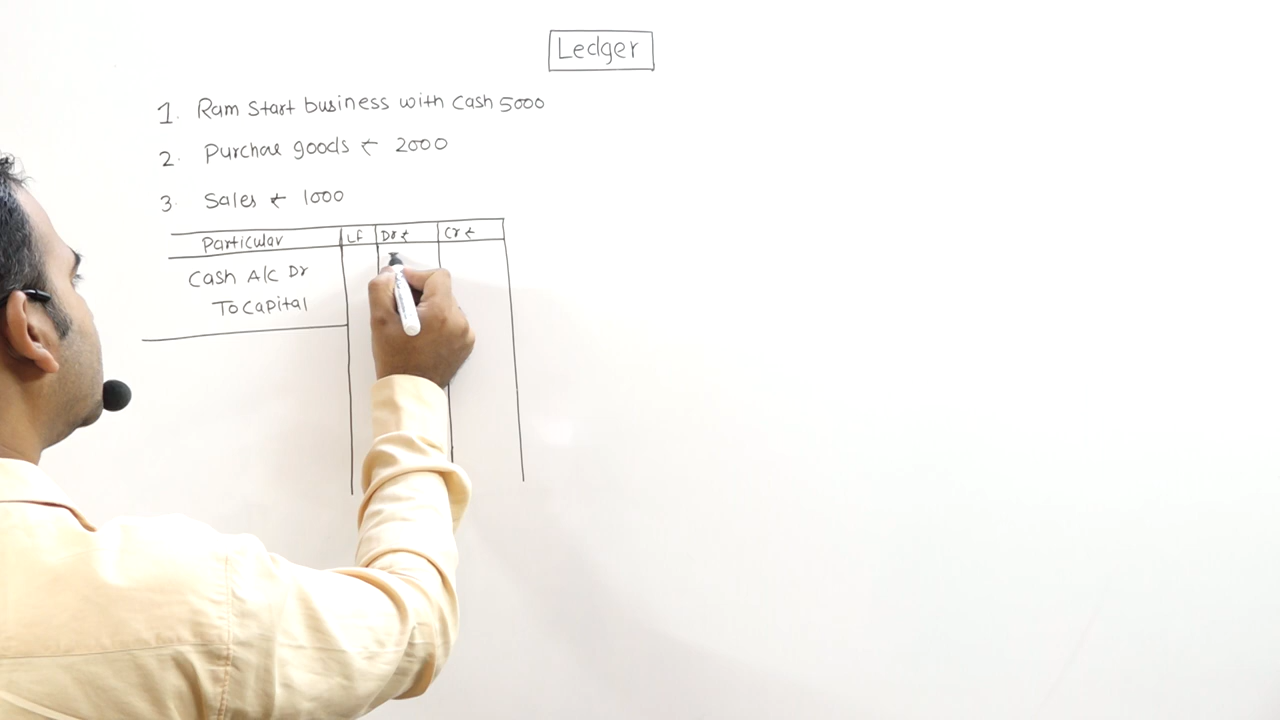 Ledger
1. Ram Start business with Cash 5000
2. Purchae goods ₹ 2000
3. Sales ₹ 1000
Particular LF Dr ₹ Cr ₹
Cash A/c Dr
To Capital